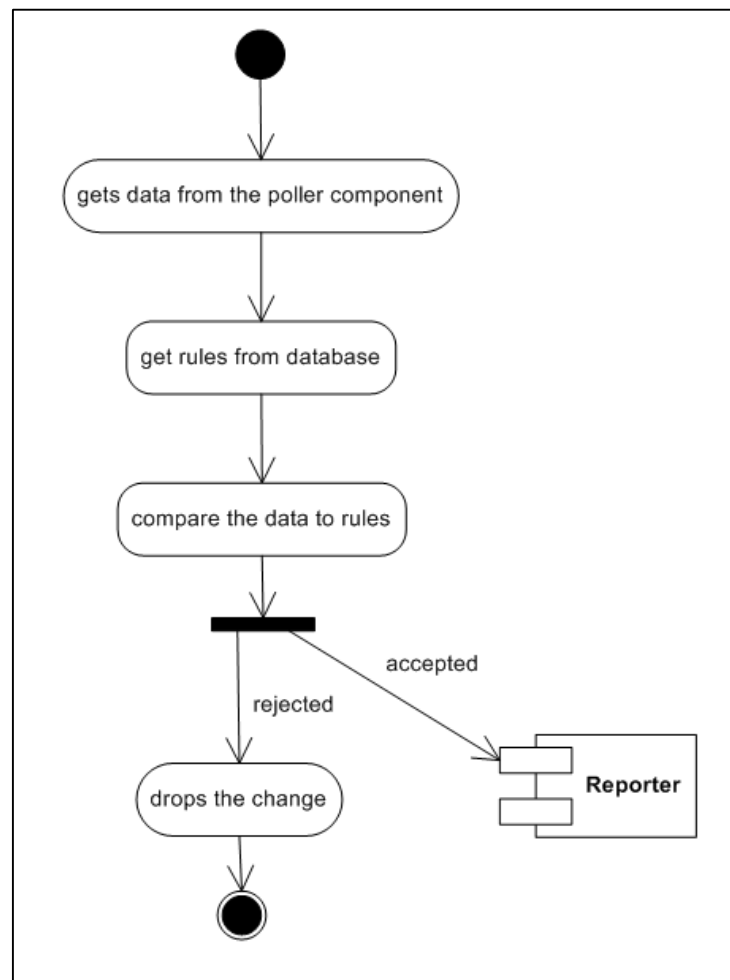 gets data from the poller component
get rules from database
compare the data to rules
accepted
rejected
Reporter
drops the change